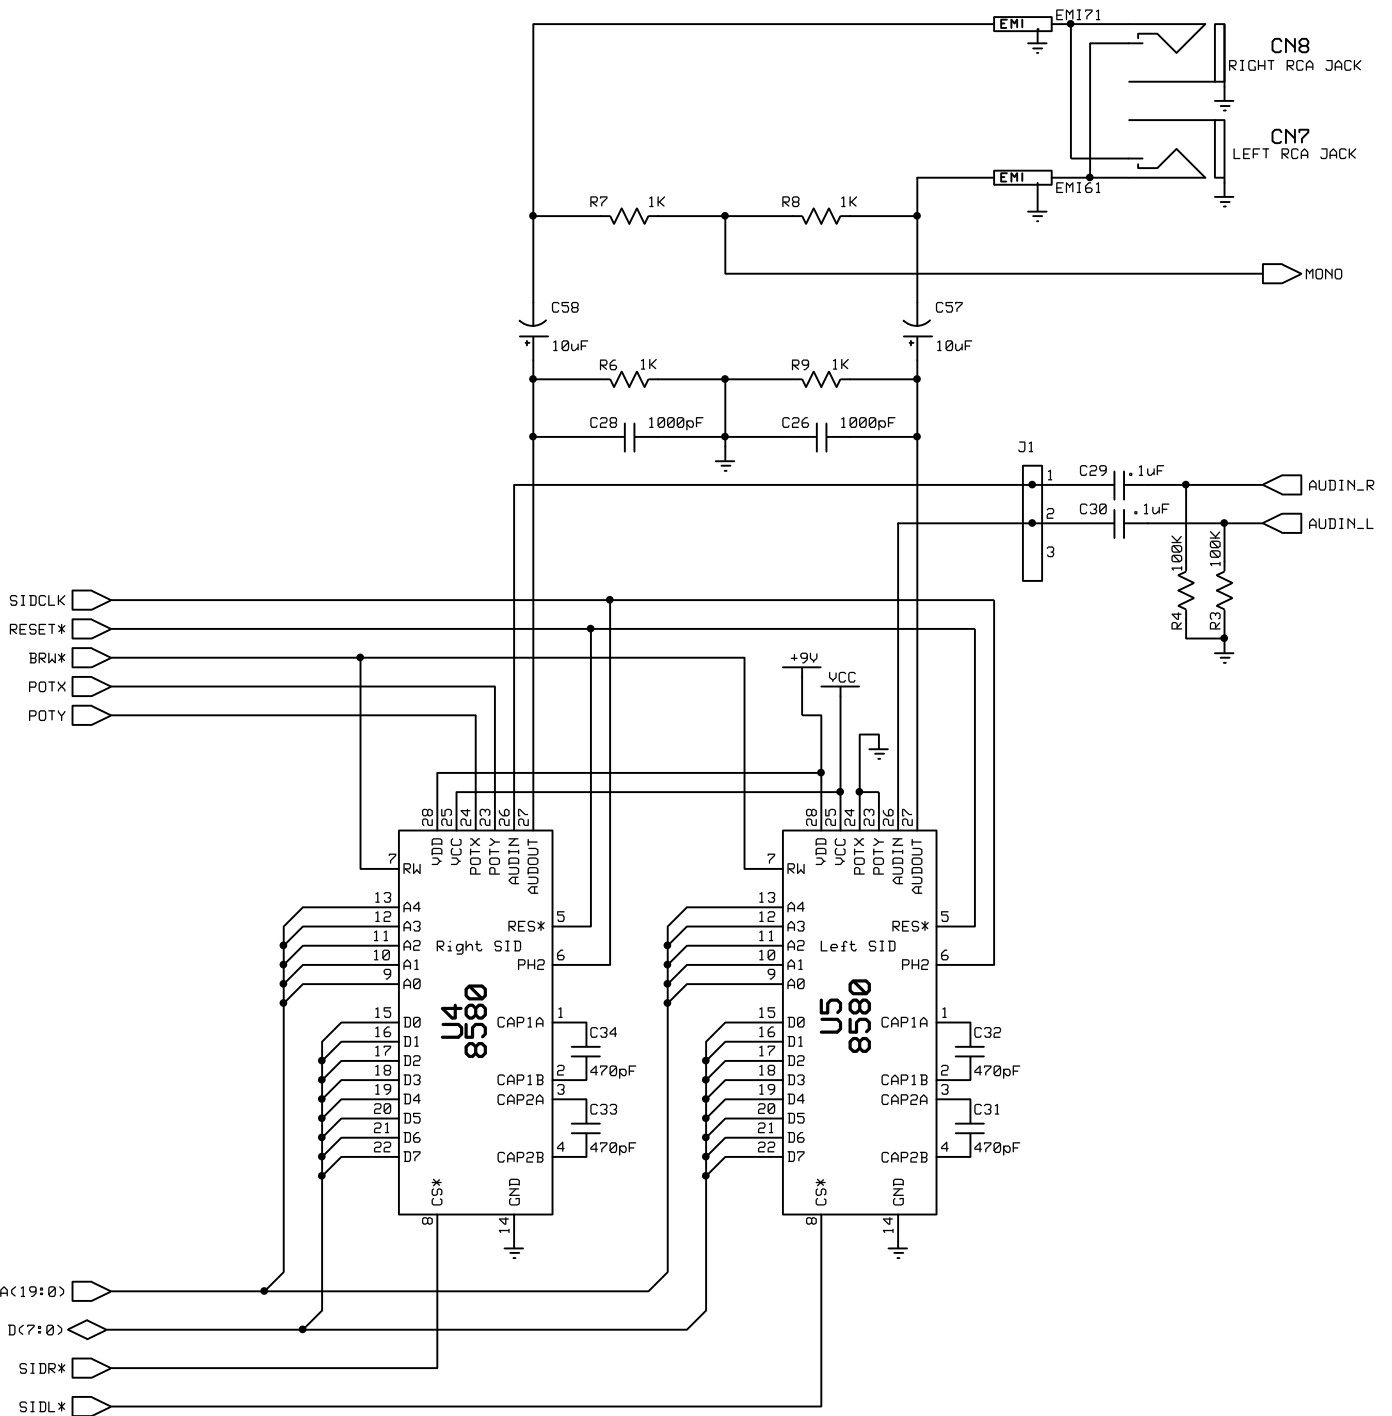 EMI EMI71
CN8
RIGHT RCA JACK
CN7
LEFT RCA JACK
EMI EMI61
R7 1K R8 1K
MONO
C58 C57
10uF 10uF
+ +
R6 1K R9 1K
C28 1000pF C26 1000pF
J1
1 C29 .1uF AUDIN_R
2 C30 .1uF AUDIN_L
3
100K 100K
R4 R3
SIDCLK
RESET*
BRW*
POTX
POTY
+9V
VCC
28 25 24 23 26 27
VDD VCC POTX POTY AUDIN AUDOUT
28 25 24 23 26 27
VDD VCC POTX POTY AUDIN AUDOUT
7 RW
13 A4
12 A3
11 A2
10 A1
9 A0
15 D0
16 D1
17 D2
18 D3
19 D4
20 D5
21 D6
22 D7
Right SID
U4
8580
RES* 5
PH2 6
CAP1A 1
C34
470pF
CAP1B 2
CAP2A 3
C33
470pF
CAP2B 4
CS* GND
8 14
7 RW
13 A4
12 A3
11 A2
10 A1
9 A0
15 D0
16 D1
17 D2
18 D3
19 D4
20 D5
21 D6
22 D7
Left SID
U5
8580
RES* 5
PH2 6
CAP1A 1
C32
470pF
CAP1B 2
CAP2A 3
C31
470pF
CAP2B 4
CS* GND
8 14
A(19:0)
D(7:0)
SIDR*
SIDL*